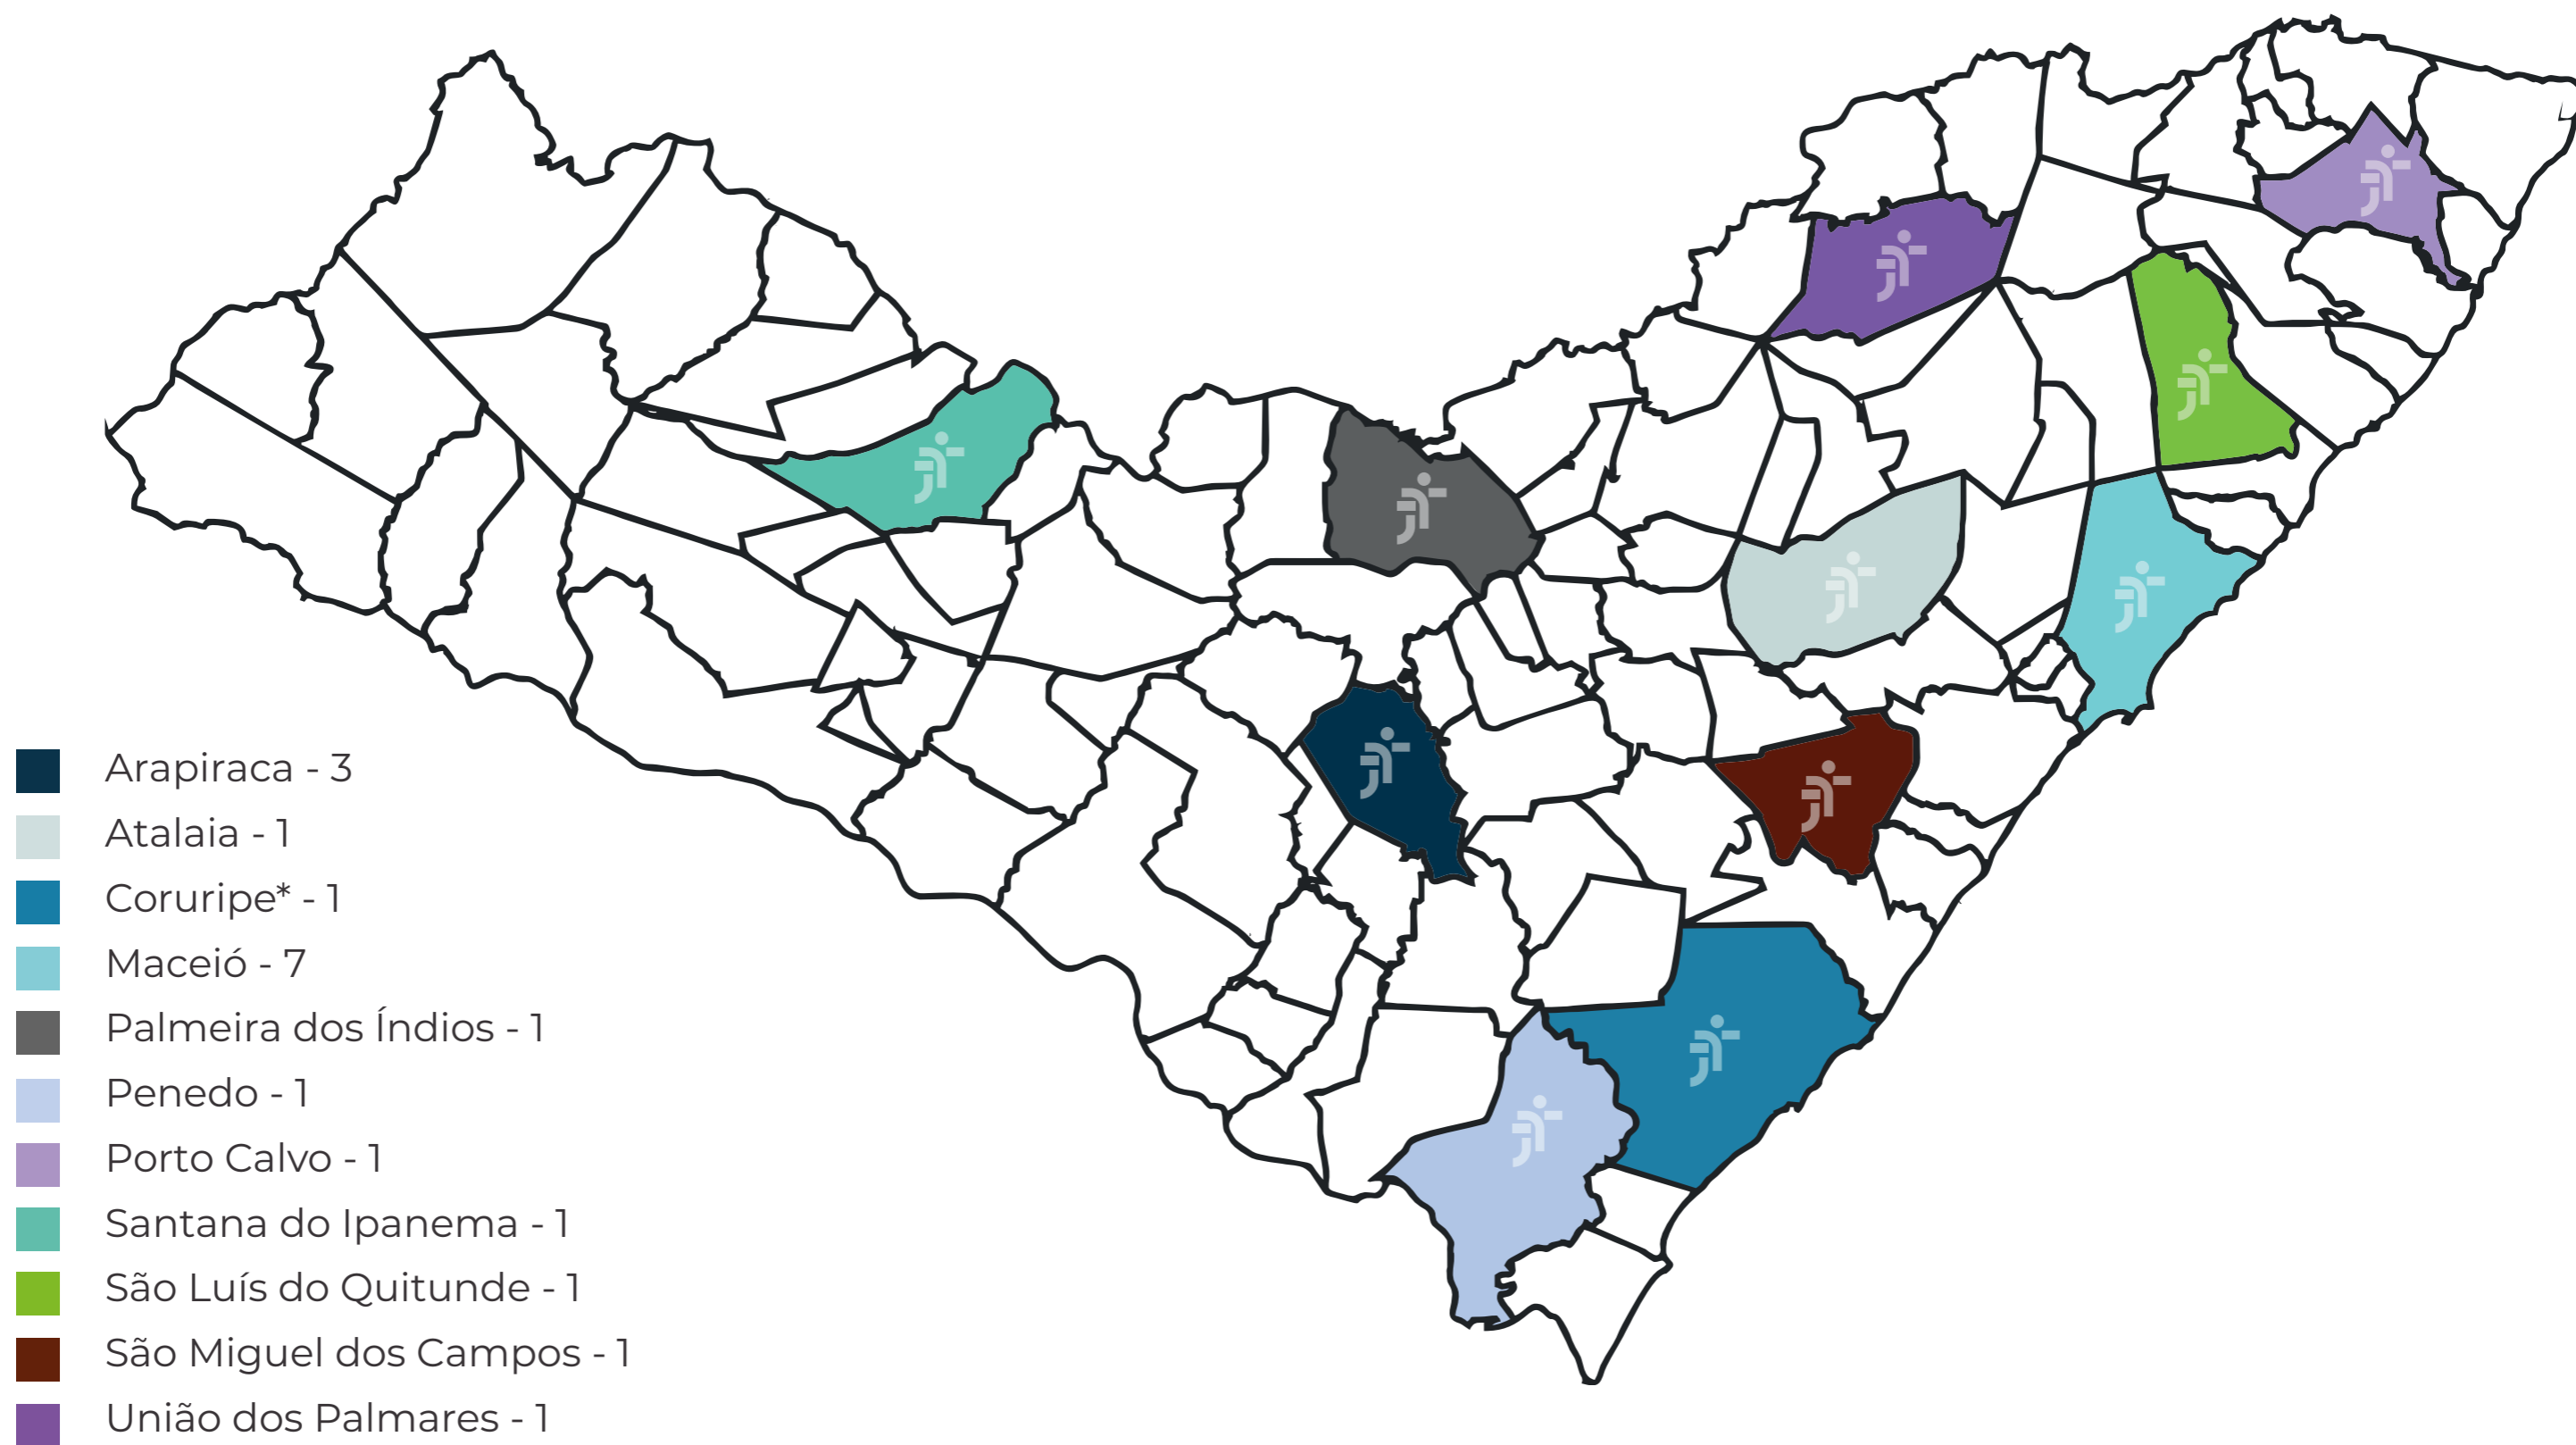 Arapiraca - 3
Atalaia - 1
Coruripe* - 1
Maceió - 7
Palmeira dos Índios - 1
Penedo - 1
Porto Calvo - 1
Santana do Ipanema - 1
São Luís do Quitunde - 1
São Miguel dos Campos - 1
União dos Palmares - 1